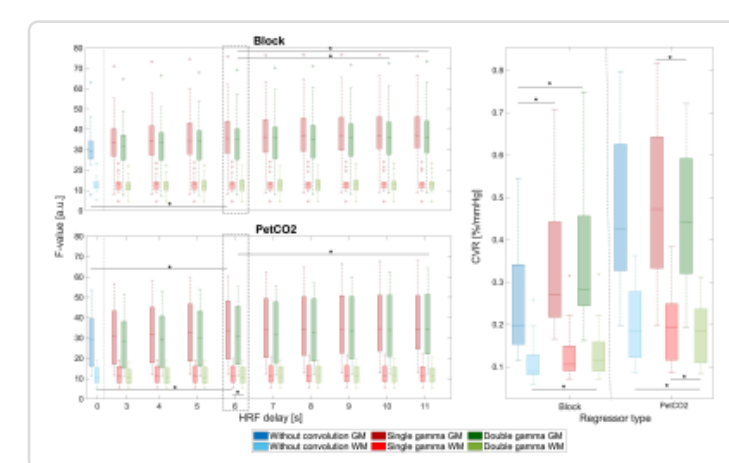 Block
80
70
60
50
40
30
20
10
0
PetCO2
80
70
60
50
40
30
20
10
0
F-value [a.u.]
0 3 4 5 6 7 8 9 10 11
HRF delay [s]
0.8
0.7
0.6
0.5
0.4
0.3
0.2
0.1
CVR [%/mmHg]
Block PetCO2
Regressor type
Without convolution GM Single gamma GM Double gamma GM
Without convolution WM Single gamma WM Double gamma WM